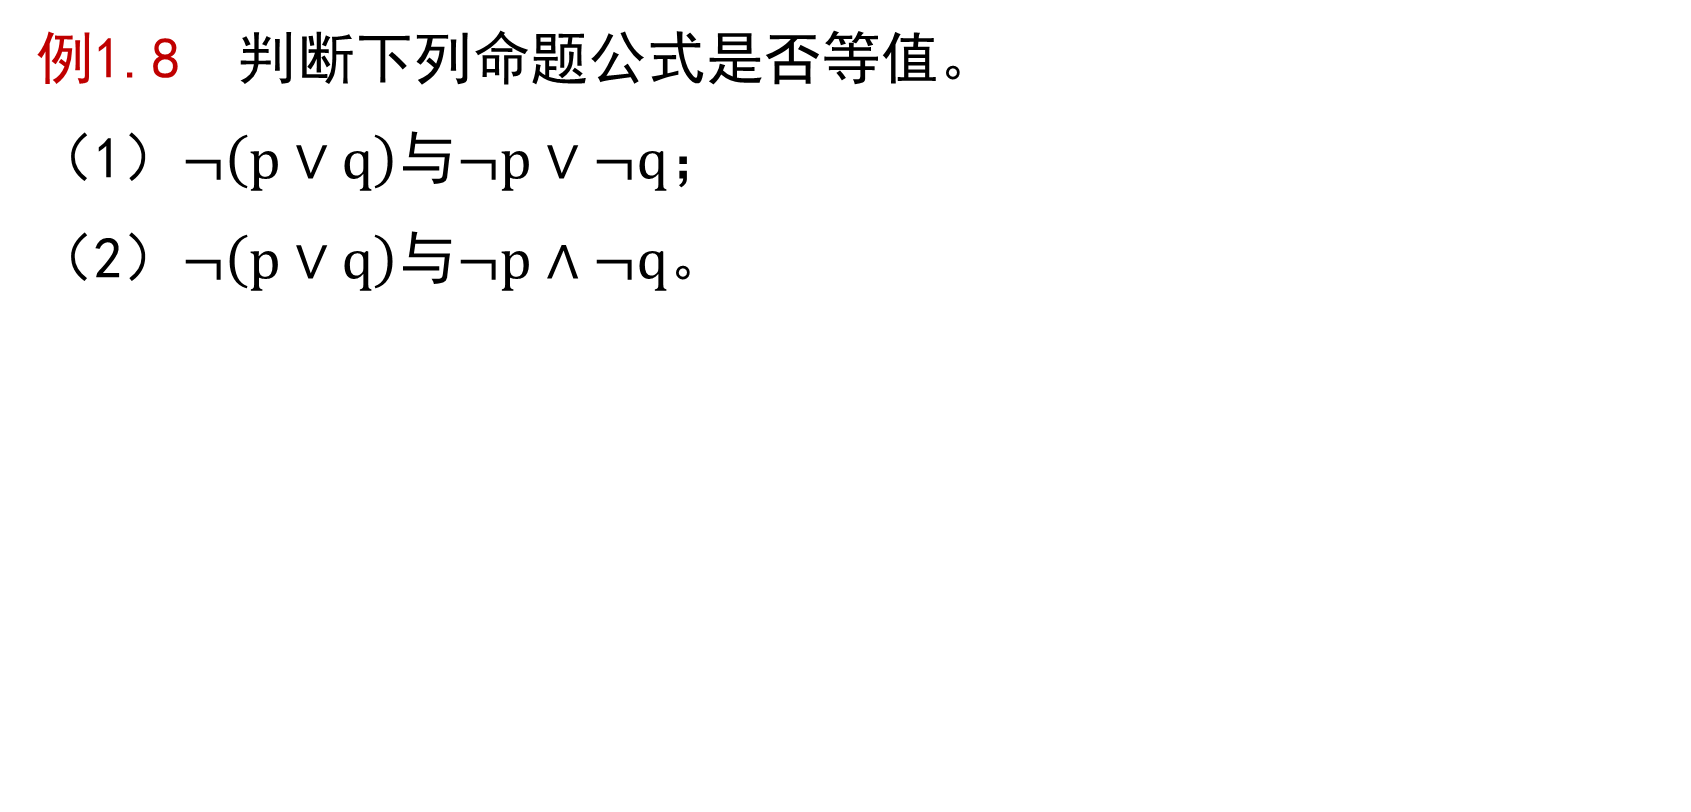 例1.8  判断下列命题公式是否等值。
（1）¬(p ∨ q)与¬p ∨ ¬q；
（2）¬(p ∨ q)与¬p ∧ ¬q。